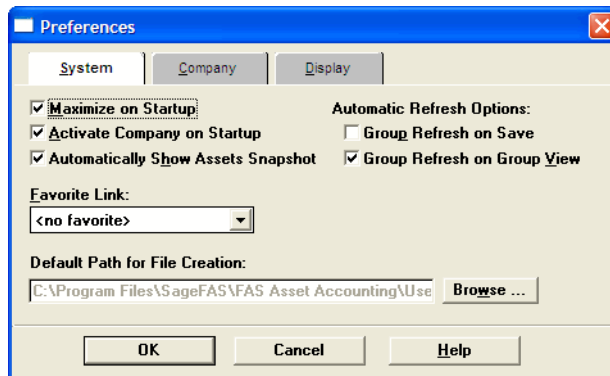 Preferences
System Company Display
Maximize on Startup Automatic Refresh Options:
Activate Company on Startup Group Refresh on Save
Automatically Show Assets Snapshot Group Refresh on Group View
Favorite Link:
<no favorite>
Default Path for File Creation:
C:\Program Files\SageFAS\FAS Asset Accounting\Use Browse ...
OK Cancel Help